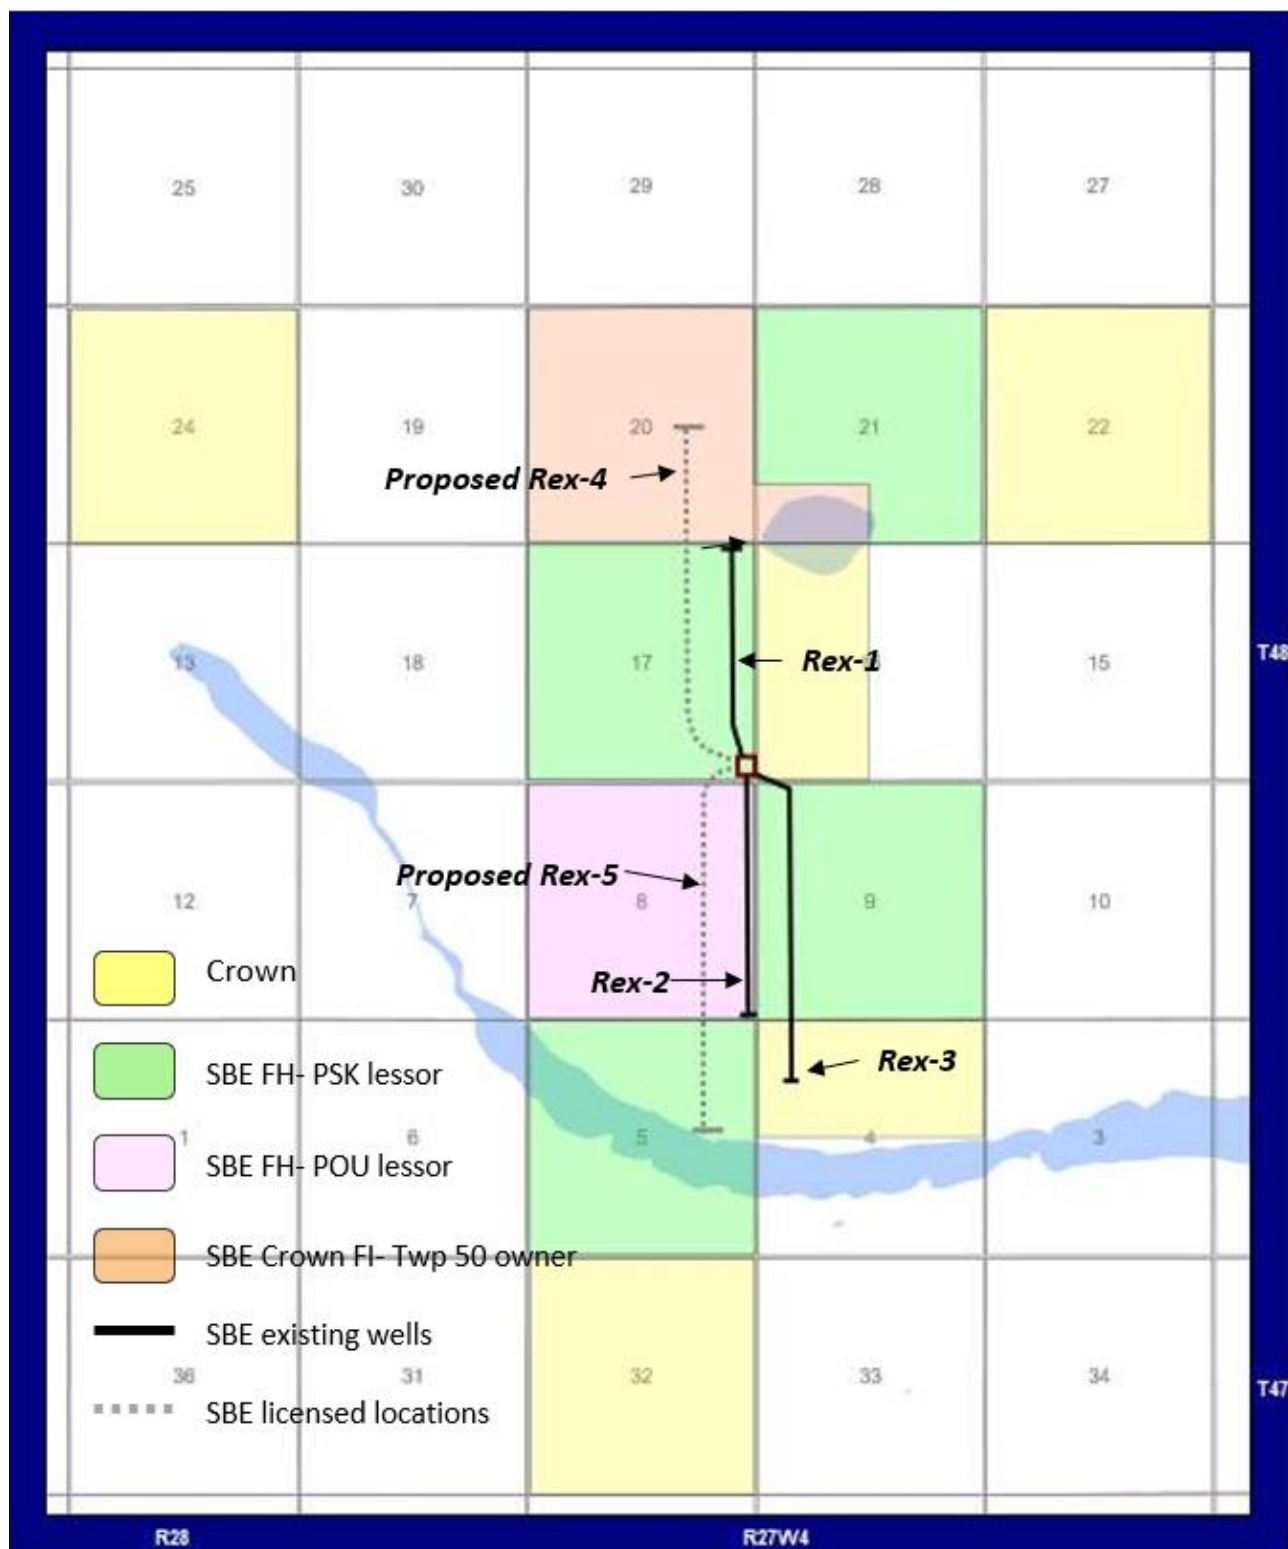 25 30 29 28 27
24 19 20 21 22
Proposed Rex-4
13 18 17 Rex-1 15 T48
Proposed Rex-5
12 7 8 9 10
Crown
Rex-2
Rex-3
SBE FH- PSK lessor
1 6 5 4 3
SBE FH- POU lessor
SBE Crown FI- Twp 50 owner
SBE existing wells
36 31 32 33 34 T47
SBE licensed locations
R28 R27W4